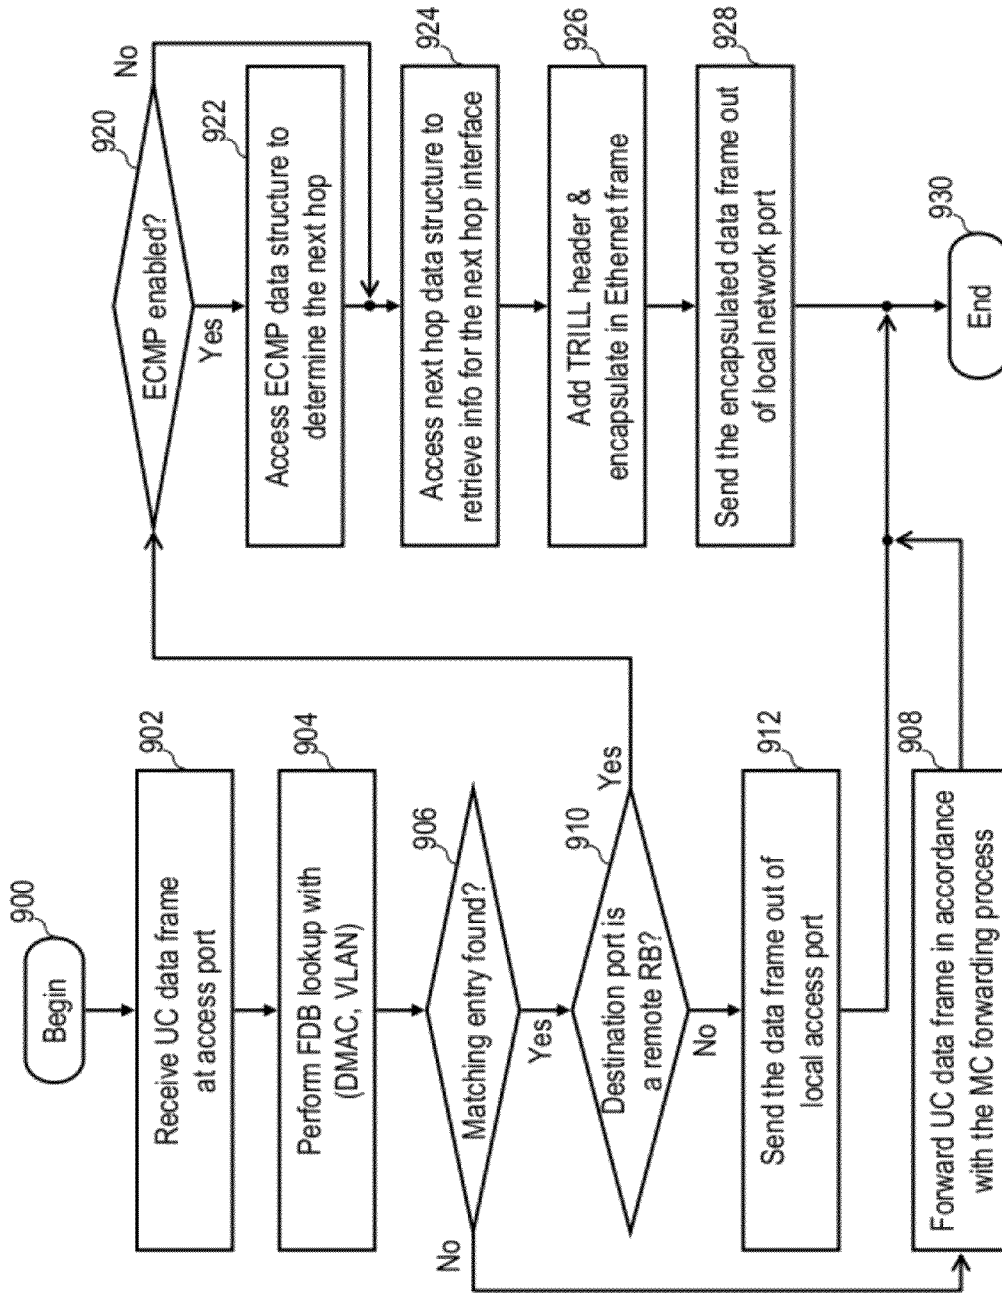 900
Begin
902
Receive UC data frame
at access port
904
Perform FDB lookup with
(DMAC, VLAN)
906
Matching entry found?
No
Yes
910
Destination port is
a remote RB?
Yes
No
912
Send the data frame out of
local access port
908
Forward UC data frame in accordance
with the MC forwarding process
920
ECMP enabled?
No
Yes
922
Access ECMP data structure to
determine the next hop
924
Access next hop data structure to
retrieve info for the next hop interface
926
Add TRILL header &
encapsulate in Ethernet frame
928
Send the encapsulated data frame out
of local network port
930
End